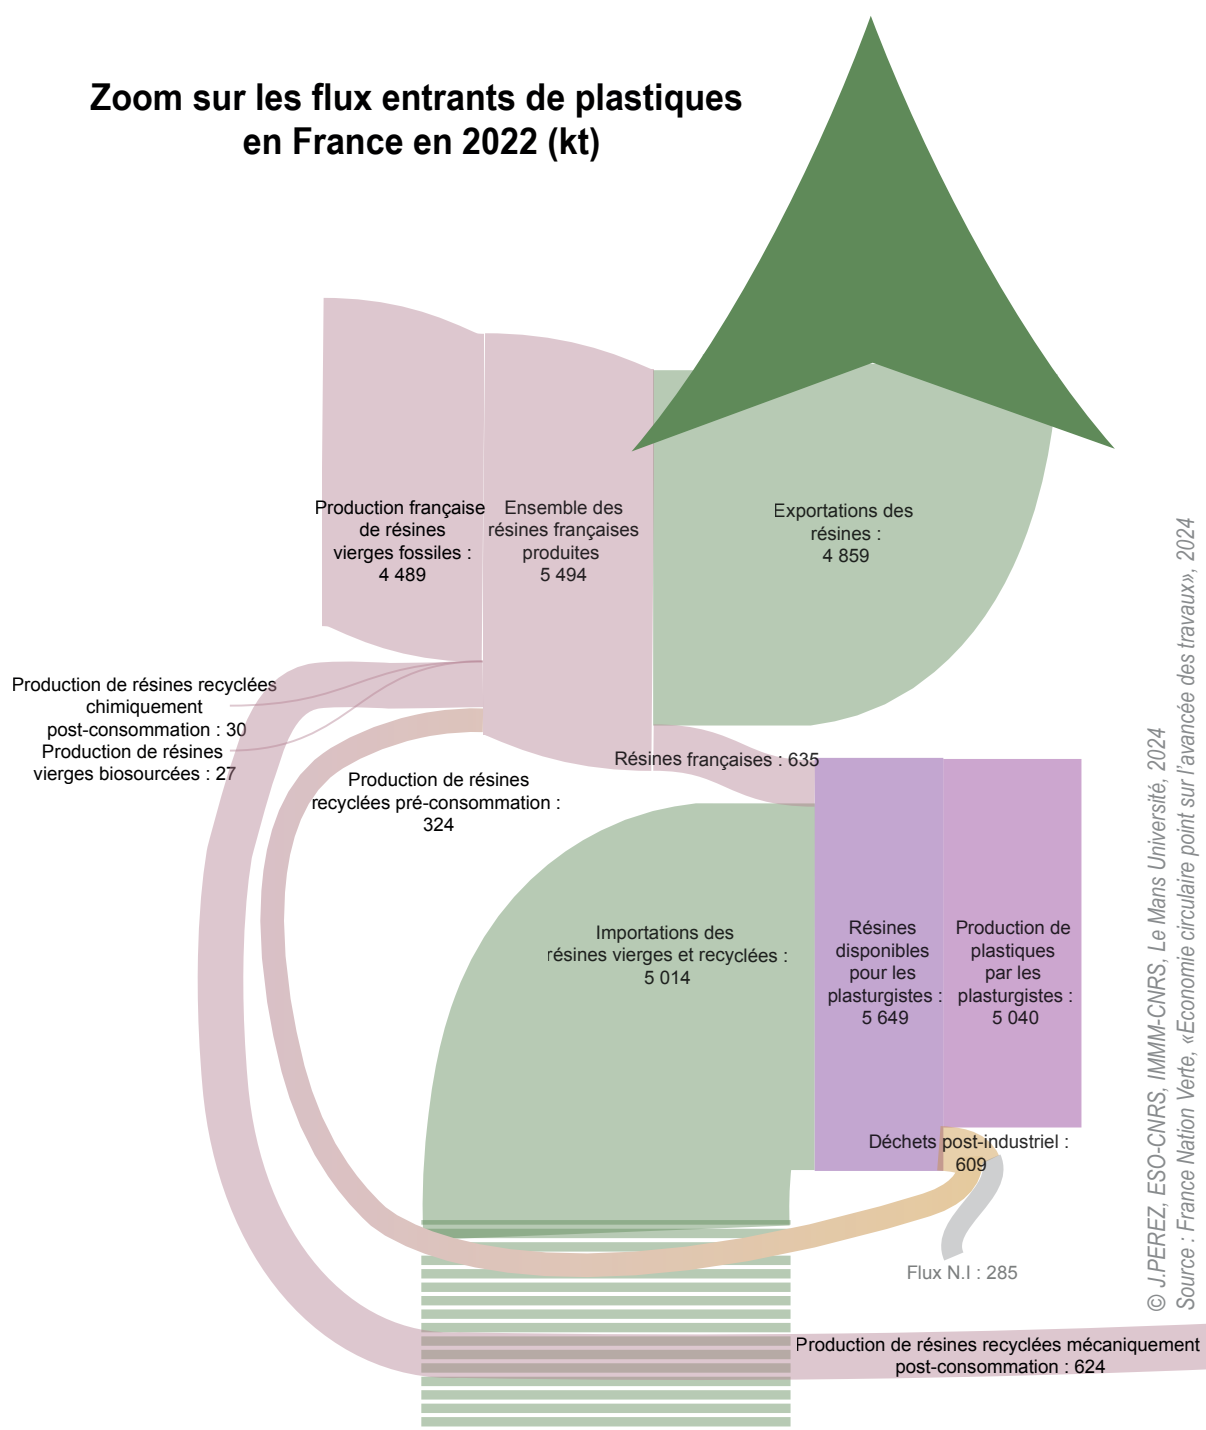 Zoom sur les flux entrants de plastiques
en France en 2022 (kt)
Production française
de résines
vierges fossiles :
4 489
Ensemble des
résines françaises
produites
5 494
Exportations des
résines :
4 859
Production de résines recyclées
chimiquement
post-consommation : 30
Production de résines
vierges biosourcées : 27
Production de résines
recyclées pré-consommation :
324
Résines françaises : 635
Importations des
résines vierges et recyclées :
5 014
Résines
disponibles
pour les
plasturgistes :
5 649
Production de
plastiques
par les
plasturgistes :
5 040
Déchets post-industriel :
609
Flux N.I : 285
Production de résines recyclées mécaniquement
post-consommation : 624
© J.PEREZ, ESO-CNRS, IMMM-CNRS, Le Mans Université, 2024
Source : France Nation Verte, «Economie circulaire point sur l'avancée des travaux», 2024